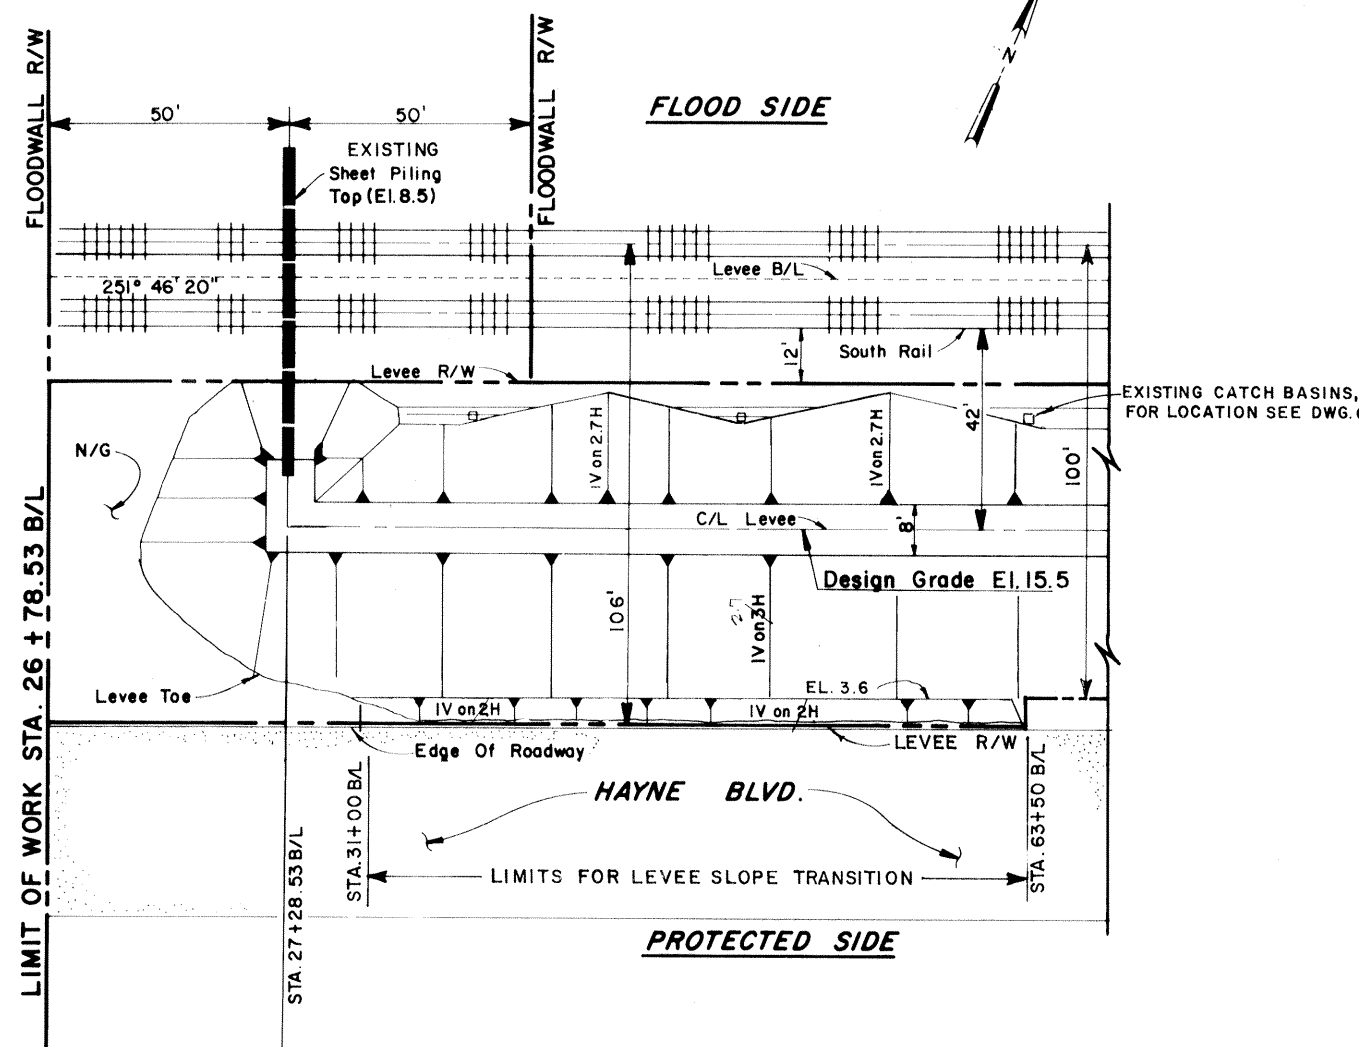 FLOODWALL R/W
FLOODWALL R/W
N
FLOOD SIDE
50'
50'
EXISTING
Sheet Piling
Top (El. 8.5)
Levee B/L
251° 46' 20"
12'
South Rail
Levee R/W
42'
EXISTING CATCH BASINS,
FOR LOCATION SEE DWG.
N/G
1V on 2.7H
1V on 2.7H
100'
C/L Levee
8'
Design Grade El. 15.5
106'
2.7
1V on 3H
Levee Toe
EL. 3.6
1V on 2H
1V on 2H
LEVEE R/W
Edge Of Roadway
HAYNE BLVD.
STA. 31+00 B/L
STA. 63+50 B/L
LIMITS FOR LEVEE SLOPE TRANSITION
STA. 27+28.53 B/L
LIMIT OF WORK STA. 26+78.53 B/L
PROTECTED SIDE